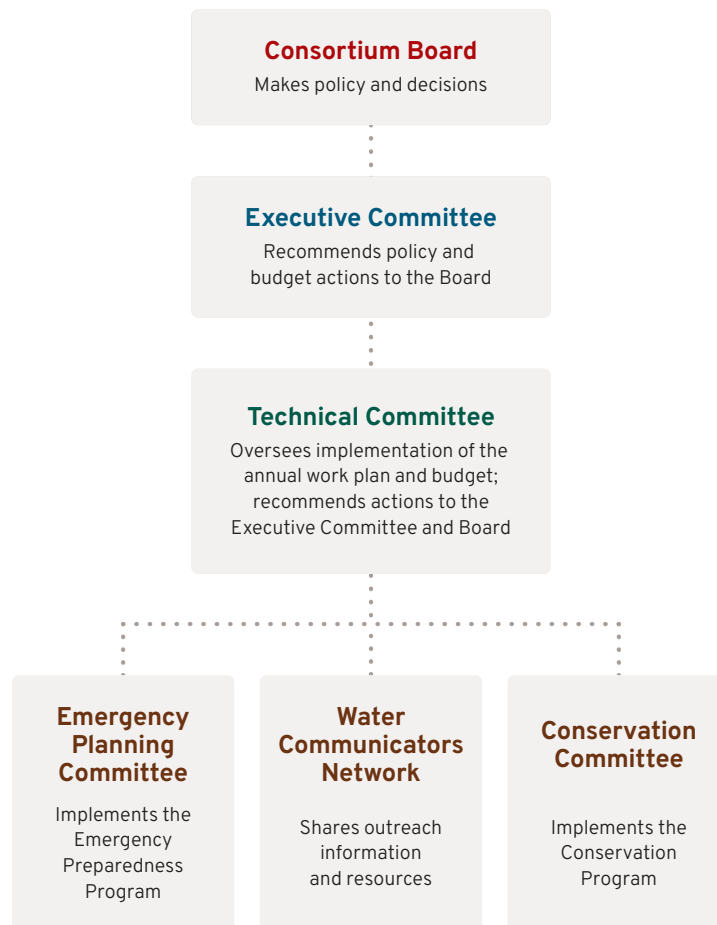 Consortium Board
Makes policy and decisions
Executive Committee
Recommends policy and
budget actions to the Board
Technical Committee
Oversees implementation of the
annual work plan and budget;
recommends actions to the
Executive Committee and Board
Emergency
Planning
Committee
Implements the
Emergency
Preparedness
Program
Water
Communicators
Network
Shares outreach
information
and resources
Conservation
Committee
Implements the
Conservation
Program